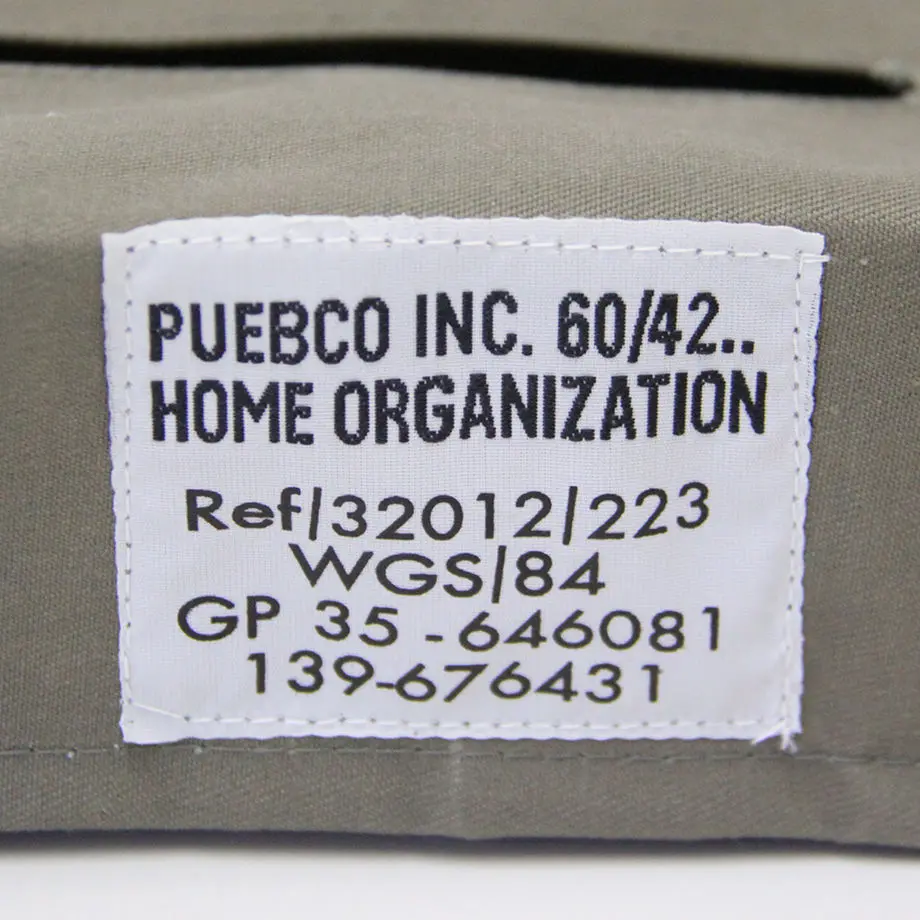 PUEBCO INC. 60/42..
HOME ORGANIZATION
Ref/32012/223
WGS/84
GP 35 -646081
139-676431